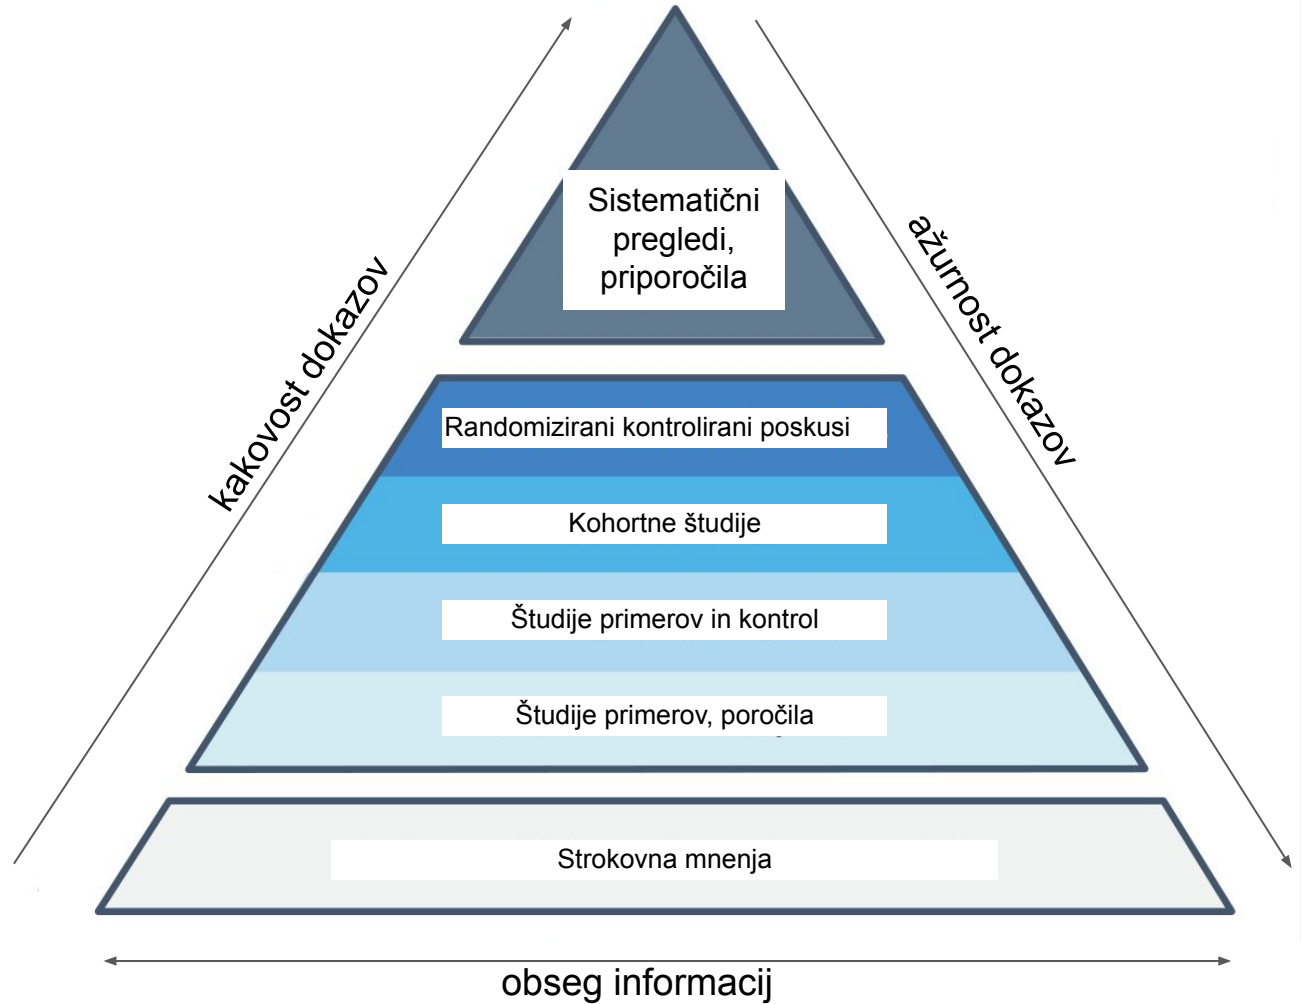 Sistematični
pregledi,
priporočila
kakovost dokazov
ažurnost dokazov
Randomizirani kontrolirani poskusi
Kohortne študije
Študije primerov in kontrol
Študije primerov, poročila
Strokovna mnenja
obseg informacij